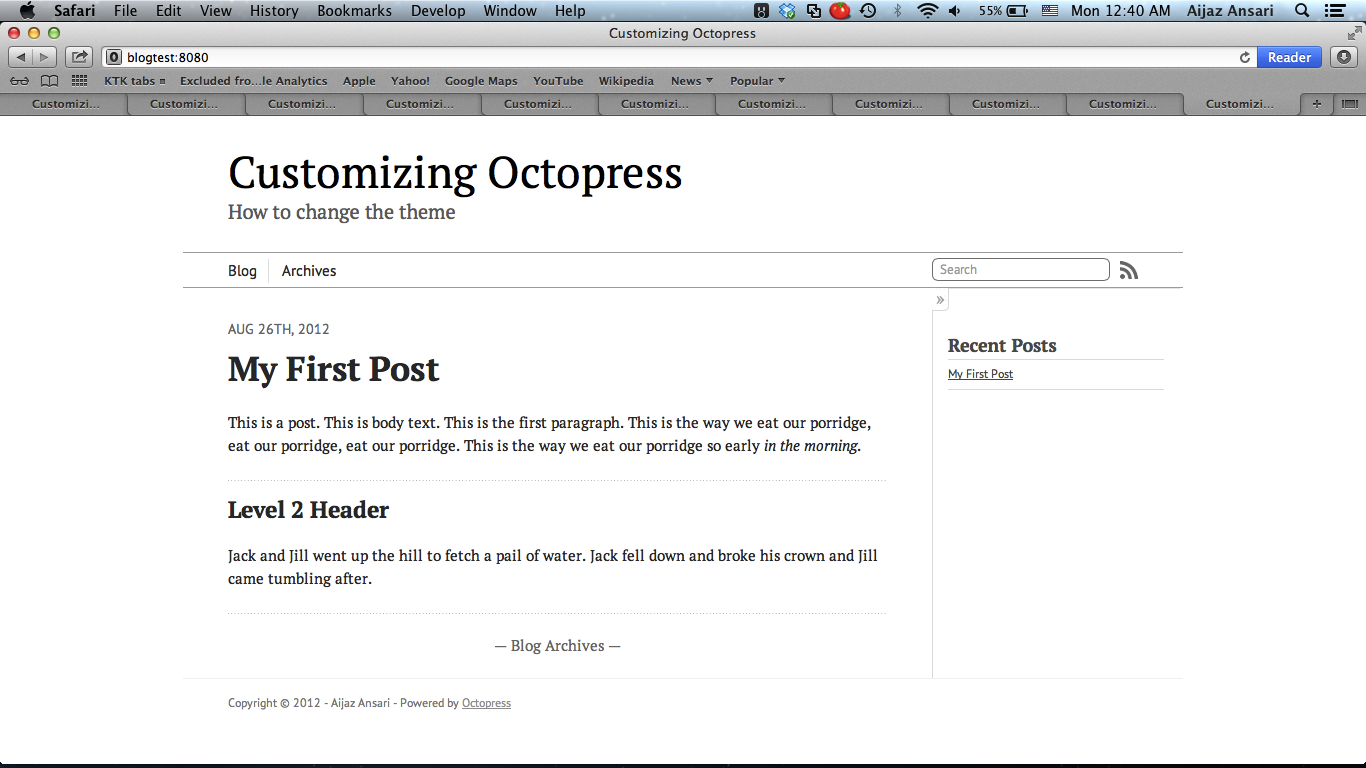 Safari File Edit View History Bookmarks Develop Window Help 55% Mon 12:40 AM Aijaz Ansari
Customizing Octopress
blogtest:8080 Reader
KTK tabs Excluded fro...le Analytics Apple Yahoo! Google Maps YouTube Wikipedia News Popular
Customizi... Customizi... Customizi... Customizi... Customizi... Customizi... Customizi... Customizi... Customizi... Customizi... Customizi...
Customizing Octopress
How to change the theme
Blog Archives Search
»
AUG 26TH, 2012
My First Post
This is a post. This is body text. This is the first paragraph. This is the way we eat our porridge,
eat our porridge, eat our porridge. This is the way we eat our porridge so early in the morning.
Level 2 Header
Jack and Jill went up the hill to fetch a pail of water. Jack fell down and broke his crown and Jill
came tumbling after.
— Blog Archives —
Recent Posts
My First Post
Copyright © 2012 - Aijaz Ansari - Powered by Octopress